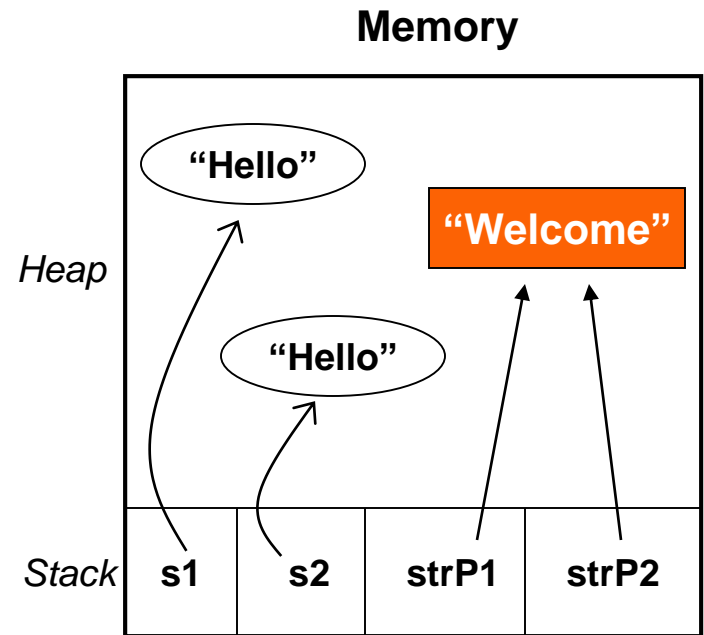 Memory
“Hello”
“Welcome”
Heap
“Hello”
Stack s1 s2 strP1 strP2